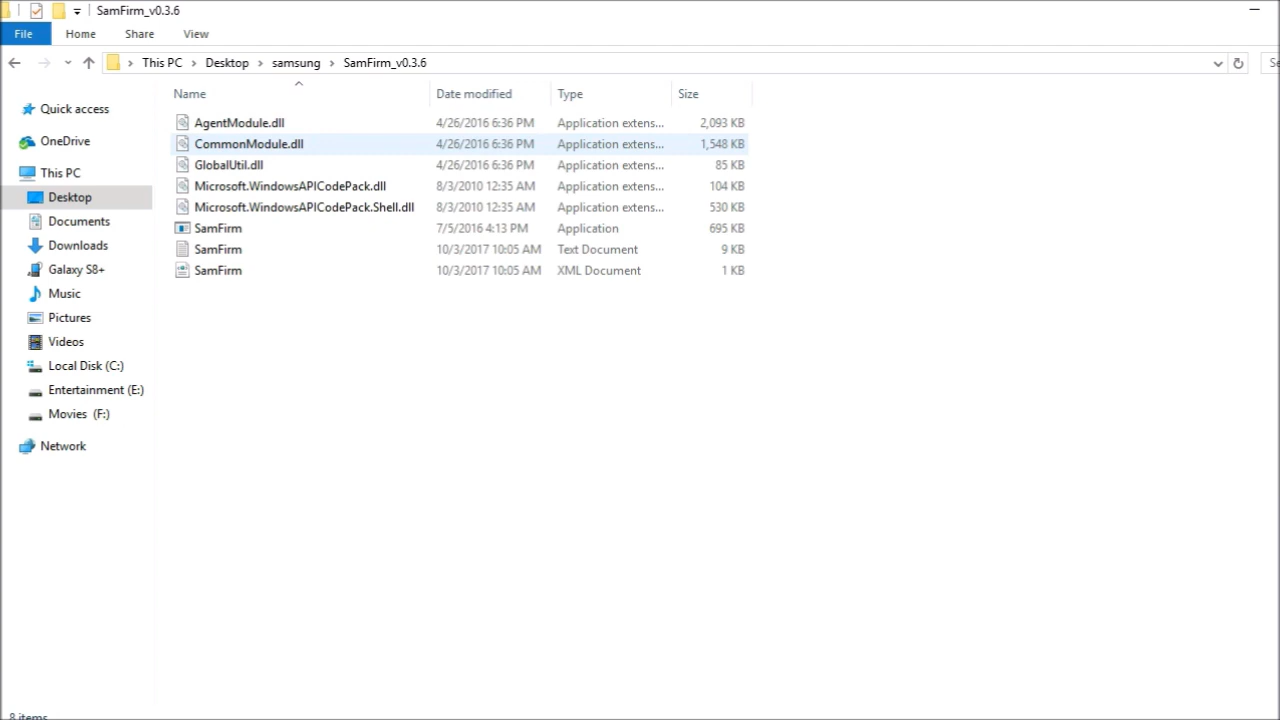 SamFirm_v0.3.6
File Home Share View
This PC Desktop samsung SamFirm_v0.3.6
Name Date modified Type Size
Quick access
OneDrive
This PC
Desktop
Documents
Downloads
Galaxy S8+
Music
Pictures
Videos
Local Disk (C:)
Entertainment (E:)
Movies (F:)
Network
AgentModule.dll 4/26/2016 6:36 PM Application extens... 2,093 KB
CommonModule.dll 4/26/2016 6:36 PM Application extens... 1,548 KB
GlobalUtil.dll 4/26/2016 6:36 PM Application extens... 85 KB
Microsoft.WindowsAPICodePack.dll 8/3/2010 12:35 AM Application extens... 104 KB
Microsoft.WindowsAPICodePack.Shell.dll 8/3/2010 12:35 AM Application extens... 530 KB
SamFirm 7/5/2016 4:13 PM Application 695 KB
SamFirm 10/3/2017 10:05 AM Text Document 9 KB
SamFirm 10/3/2017 10:05 AM XML Document 1 KB
8 items